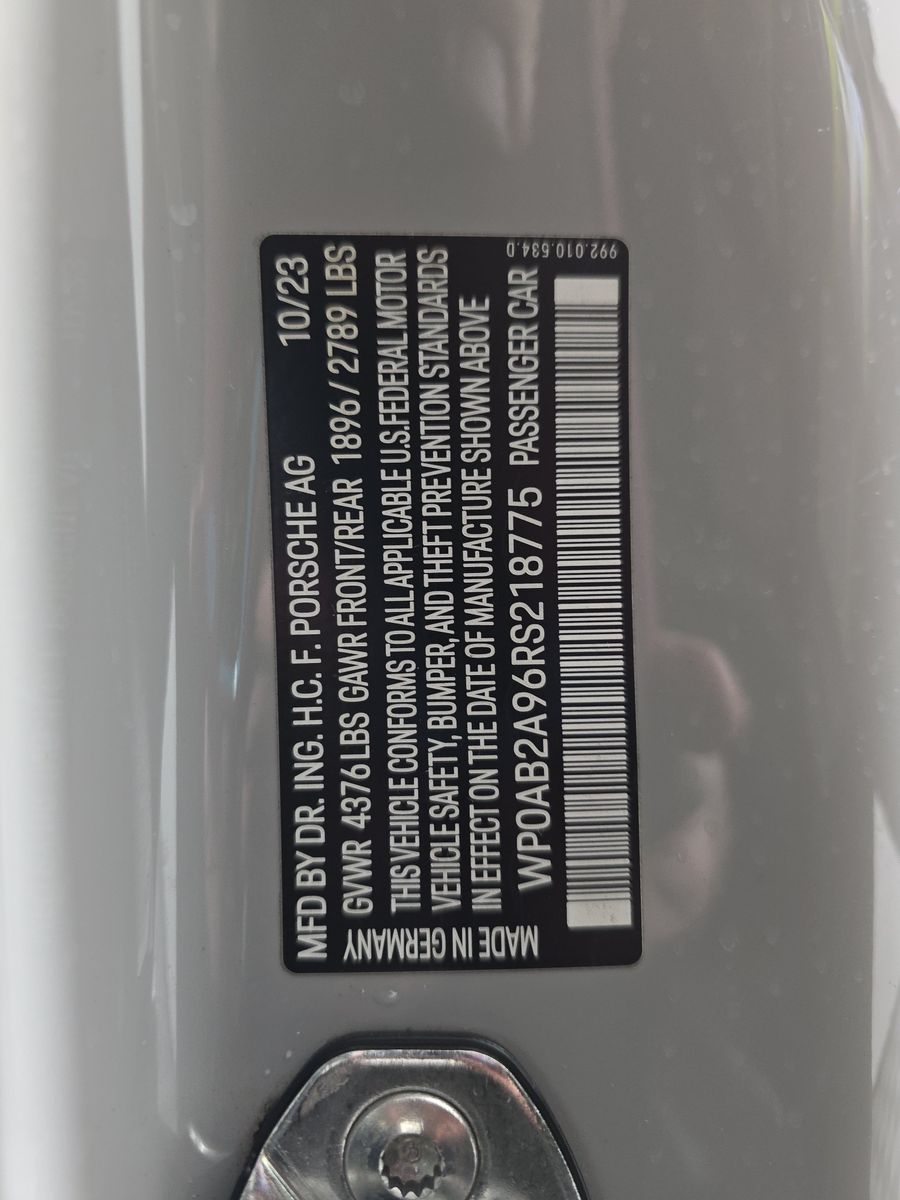 MFD BY DR. ING. H.C. F. PORSCHE AG 10/23
GVWR 4376 LBS GAWR FRONT/REAR 1896 / 2789 LBS
THIS VEHICLE CONFORMS TO ALL APPLICABLE U.S. FEDERAL MOTOR
VEHICLE SAFETY, BUMPER, AND THEFT PREVENTION STANDARDS
IN EFFECT ON THE DATE OF MANUFACTURE SHOWN ABOVE
WP0AB2A96RS218775 PASSENGER CAR
MADE IN GERMANY
992.010.534.D